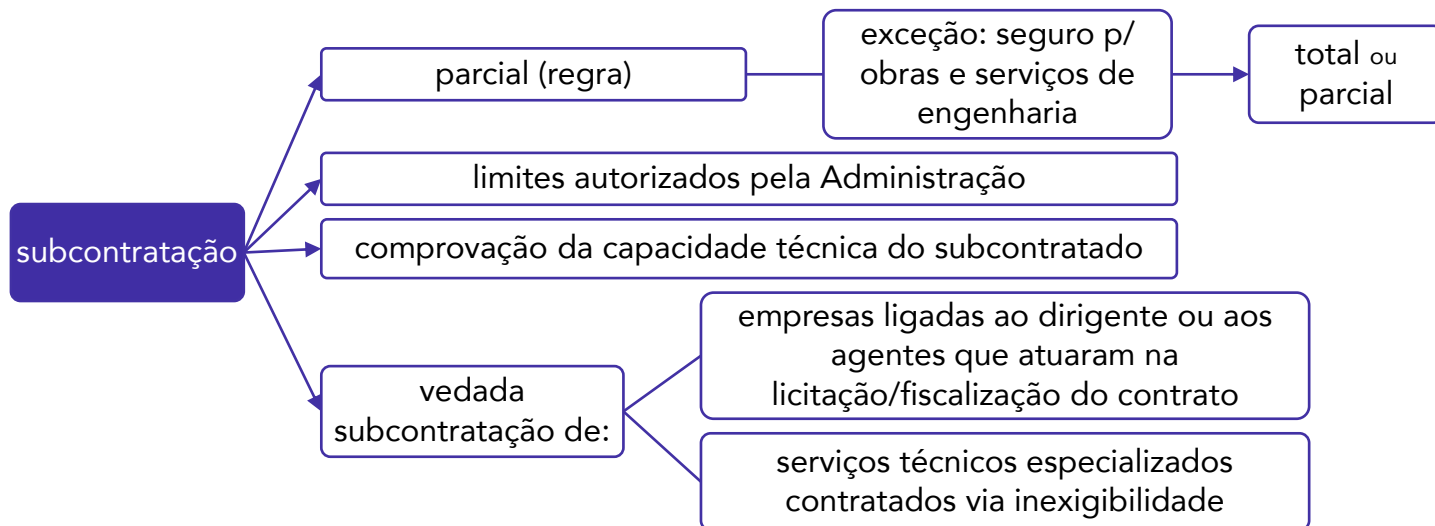 subcontratação
parcial (regra)
exceção: seguro p/
obras e serviços de
engenharia
total ou
parcial
limites autorizados pela Administração
comprovação da capacidade técnica do subcontratado
vedada
subcontratação de:
empresas ligadas ao dirigente ou aos
agentes que atuaram na
licitação/fiscalização do contrato
serviços técnicos especializados
contratados via inexigibilidade